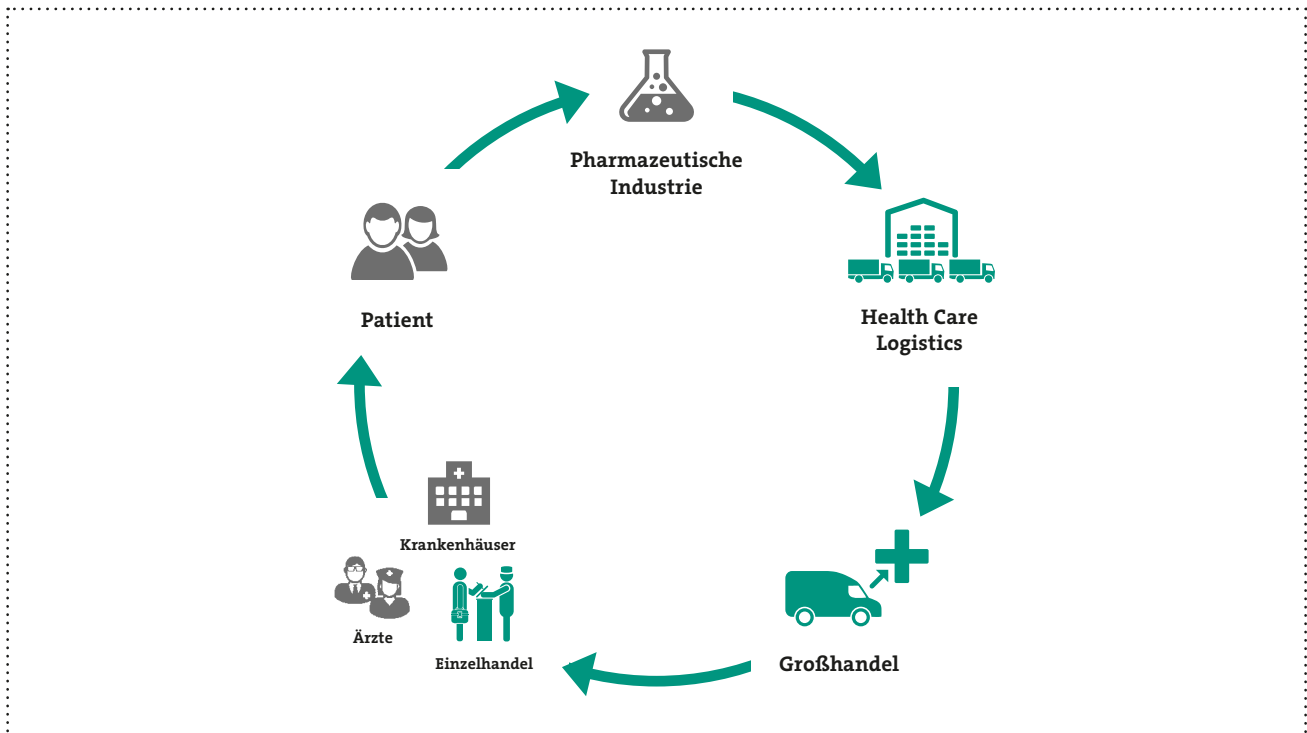 Pharmazeutische
Industrie
Health Care
Logistics
Patient
Krankenhäuser
Ärzte
Einzelhandel
Großhandel